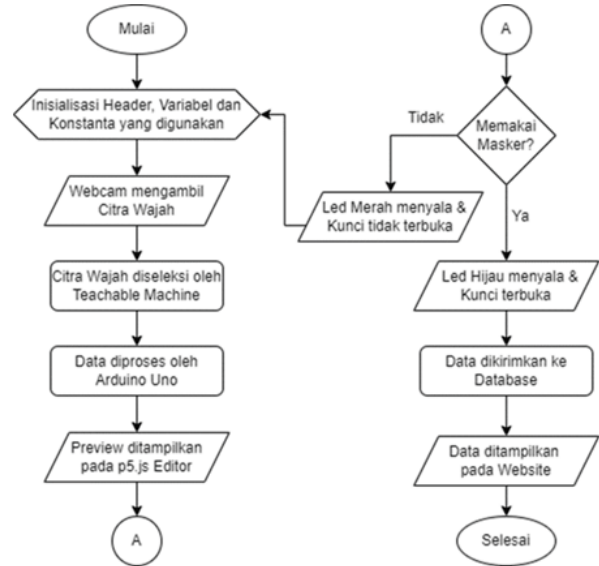 Mulai
Inisialisasi Header, Variabel dan
Konstanta yang digunakan
Webcam mengambil
Citra Wajah
Citra Wajah diseleksi oleh
Teachable Machine
Data diproses oleh
Arduino Uno
Preview ditampilkan
pada p5.js Editor
A
A
Memakai
Masker?
Tidak
Led Merah menyala &
Kunci tidak terbuka
Ya
Led Hijau menyala &
Kunci terbuka
Data dikirimkan ke
Database
Data ditampilkan
pada Website
Selesai